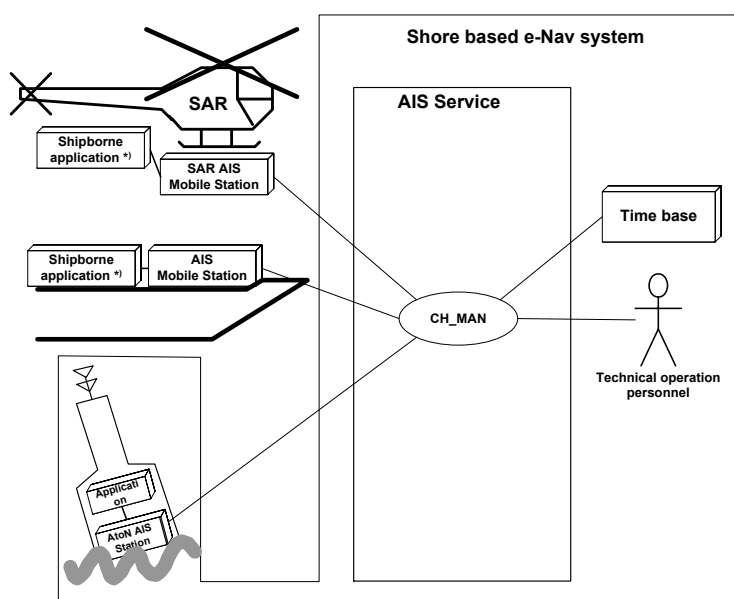 Shore based e-Nav system
AIS Service
SAR
Shipborne
application *)
SAR AIS
Mobile Station
Time base
Shipborne
application *)
AIS
Mobile Station
CH_MAN
Technical operation
personnel
Applicati
on
AtoN AIS
Station